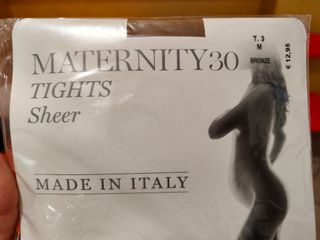 MATERNITY30
TIGHTS
Sheer
MADE IN ITALY
T. 3
M
BRONZE
€ 12,95